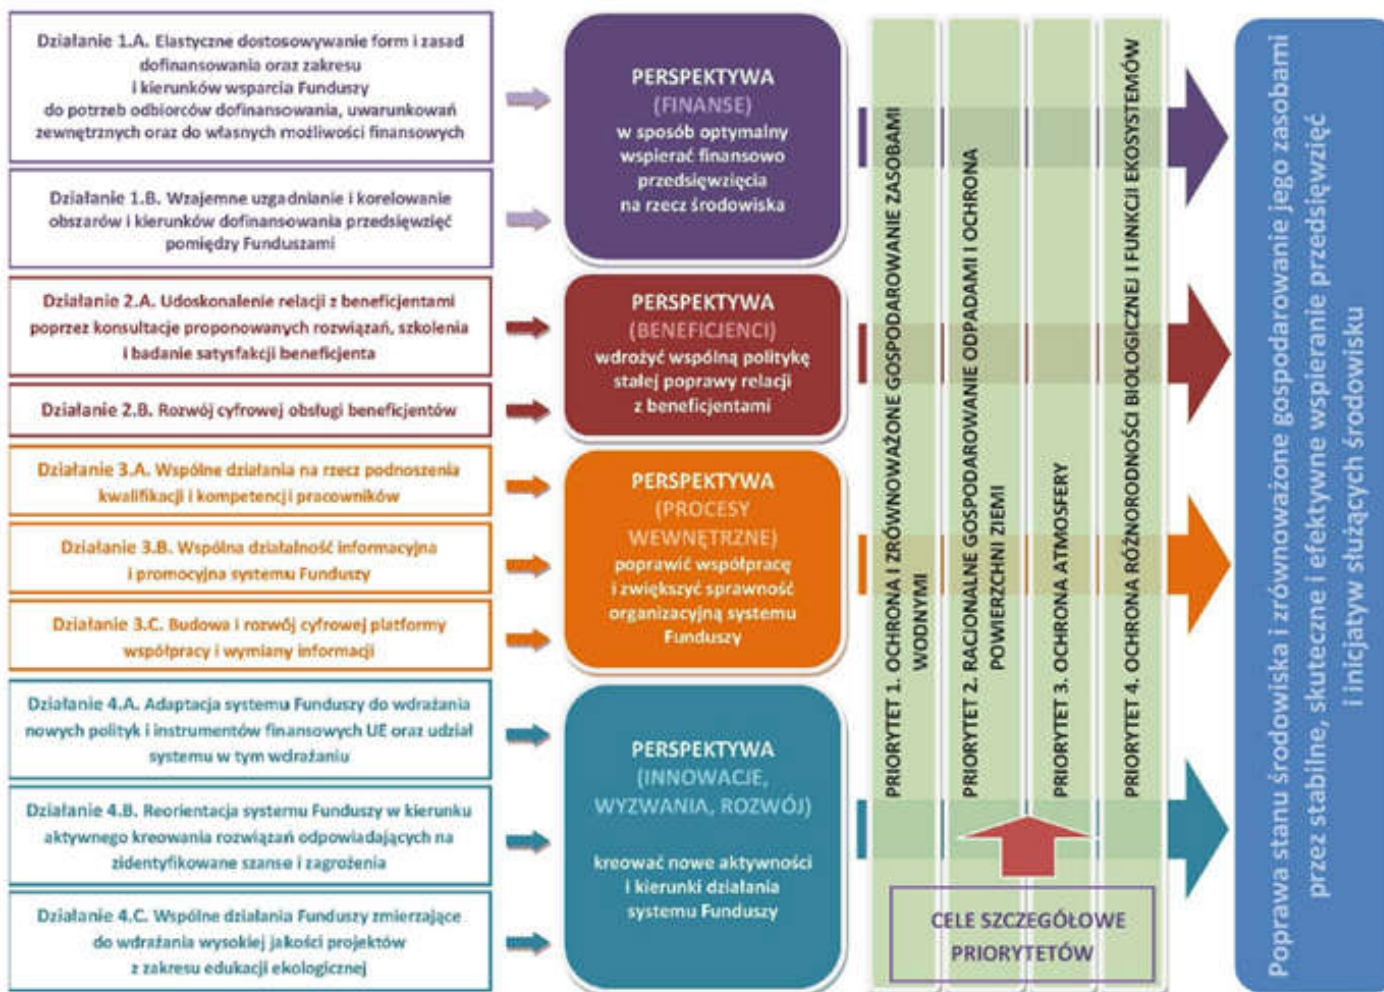 Działanie 1.A. Elastyczne dostosowywanie form i zasad
dofinansowania oraz zakresu
i kierunków wsparcia Funduszy
do potrzeb odbiorców dofinansowania, uwarunkowań
zewnętrznych oraz do własnych możliwości finansowych
Działanie 1.B. Wzajemne uzgadnianie i korelowanie
obszarów i kierunków dofinansowania przedsięwzięć
pomiędzy Funduszami
PERSPEKTYWA
(FINANSE)
w sposób optymalny
wspierać finansowo
przedsięwzięcia
na rzecz środowiska
Działanie 2.A. Udoskonalenie relacji z beneficjentami
poprzez konsultacje proponowanych rozwiązań, szkolenia
i badanie satysfakcji beneficjenta
Działanie 2.B. Rozwój cyfrowej obsługi beneficjentów
PERSPEKTYWA
(BENEFICJENCI)
wdrożyć wspólną politykę
stałej poprawy relacji
z beneficjentami
Działanie 3.A. Wspólne działania na rzecz podnoszenia
kwalifikacji i kompetencji pracowników
Działanie 3.B. Wspólna działalność informacyjna
i promocyjna systemu Funduszy
Działanie 3.C. Budowa i rozwój cyfrowej platformy
współpracy i wymiany informacji
PERSPEKTYWA
(PROCESY
WEWNĘTRZNE)
poprawić współpracę
i zwiększyć sprawność
organizacyjną systemu
Funduszy
Działanie 4.A. Adaptacja systemu Funduszy do wdrażania
nowych polityk i instrumentów finansowych UE oraz udział
systemu w tym wdrażaniu
Działanie 4.B. Reorientacja systemu Funduszy w kierunku
aktywnego kreowania rozwiązań odpowiadających na
zidentyfikowane szanse i zagrożenia
Działanie 4.C. Wspólne działania Funduszy zmierzające
do wdrażania wysokiej jakości projektów
z zakresu edukacji ekologicznej
PERSPEKTYWA
(INNOWACJE,
WYZWANIA, ROZWÓJ)
kreować nowe aktywności
i kierunki działania
systemu Funduszy
PRIORYTET 1. OCHRONA I ZRÓWNOWAŻONE GOSPODAROWANIE ZASOBAMI
WODNYMI
PRIORYTET 2. RACJONALNE GOSPODAROWANIE ODPADAMI I OCHRONA
POWIERZCHNI ZIEMI
PRIORYTET 3. OCHRONA ATMOSFERY
PRIORYTET 4. OCHRONA RÓŻNORODNOŚCI BIOLOGICZNEJ I FUNKCJI EKOSYSTEMÓW
CELE SZCZEGÓŁOWE
PRIORYTETÓW
Poprawa stanu środowiska i zrównoważone gospodarowanie jego zasobami
przez stabilne, skuteczne i efektywne wspieranie przedsięwzięć
i inicjatyw służących środowisku